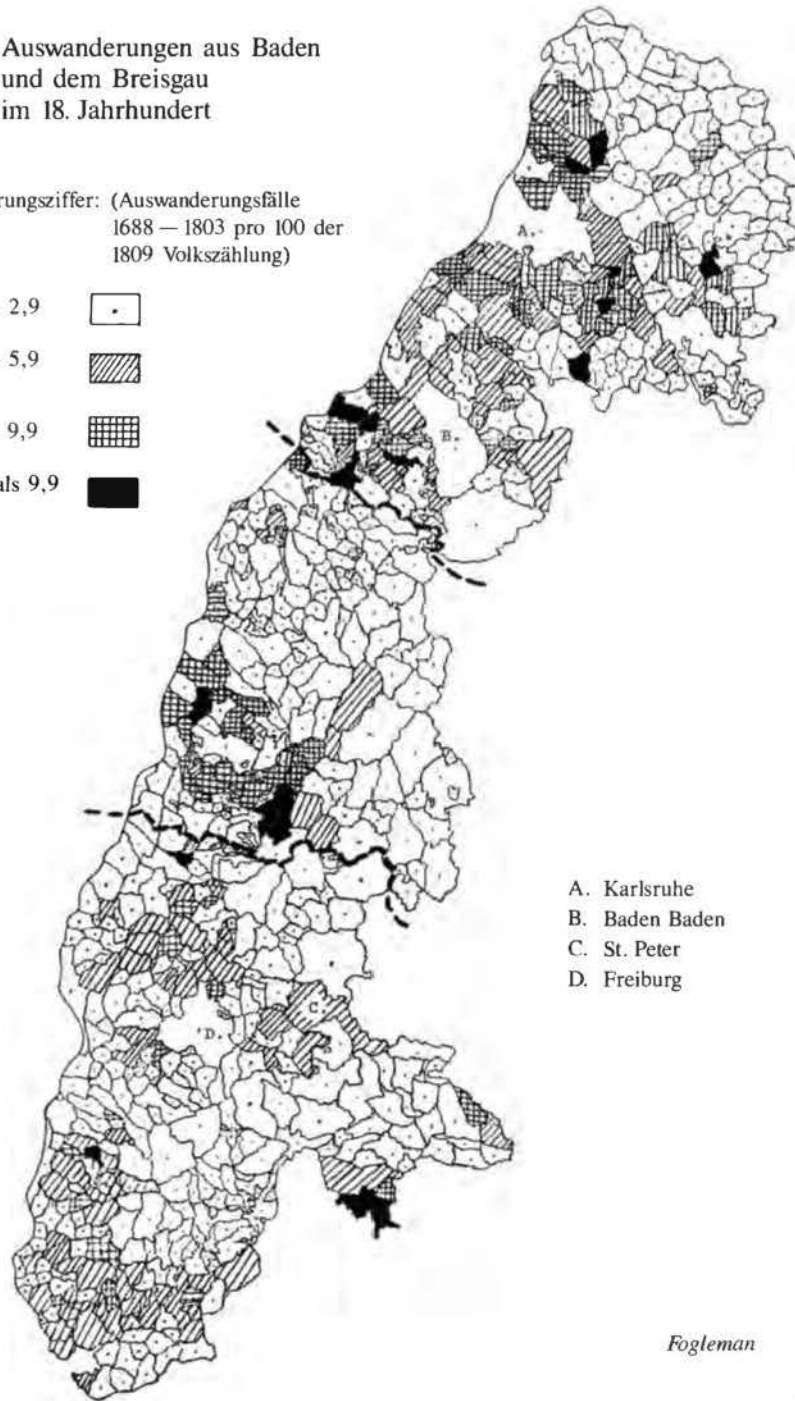 Auswanderungen aus Baden
und dem Breisgau
im 18. Jahrhundert
rungsziffer: (Auswanderungsfälle
1688 — 1803 pro 100 der
1809 Volkszählung)
2,9
5,9
9,9
als 9,9
A.
B.
C.
D.
A. Karlsruhe
B. Baden Baden
C. St. Peter
D. Freiburg
Fogleman